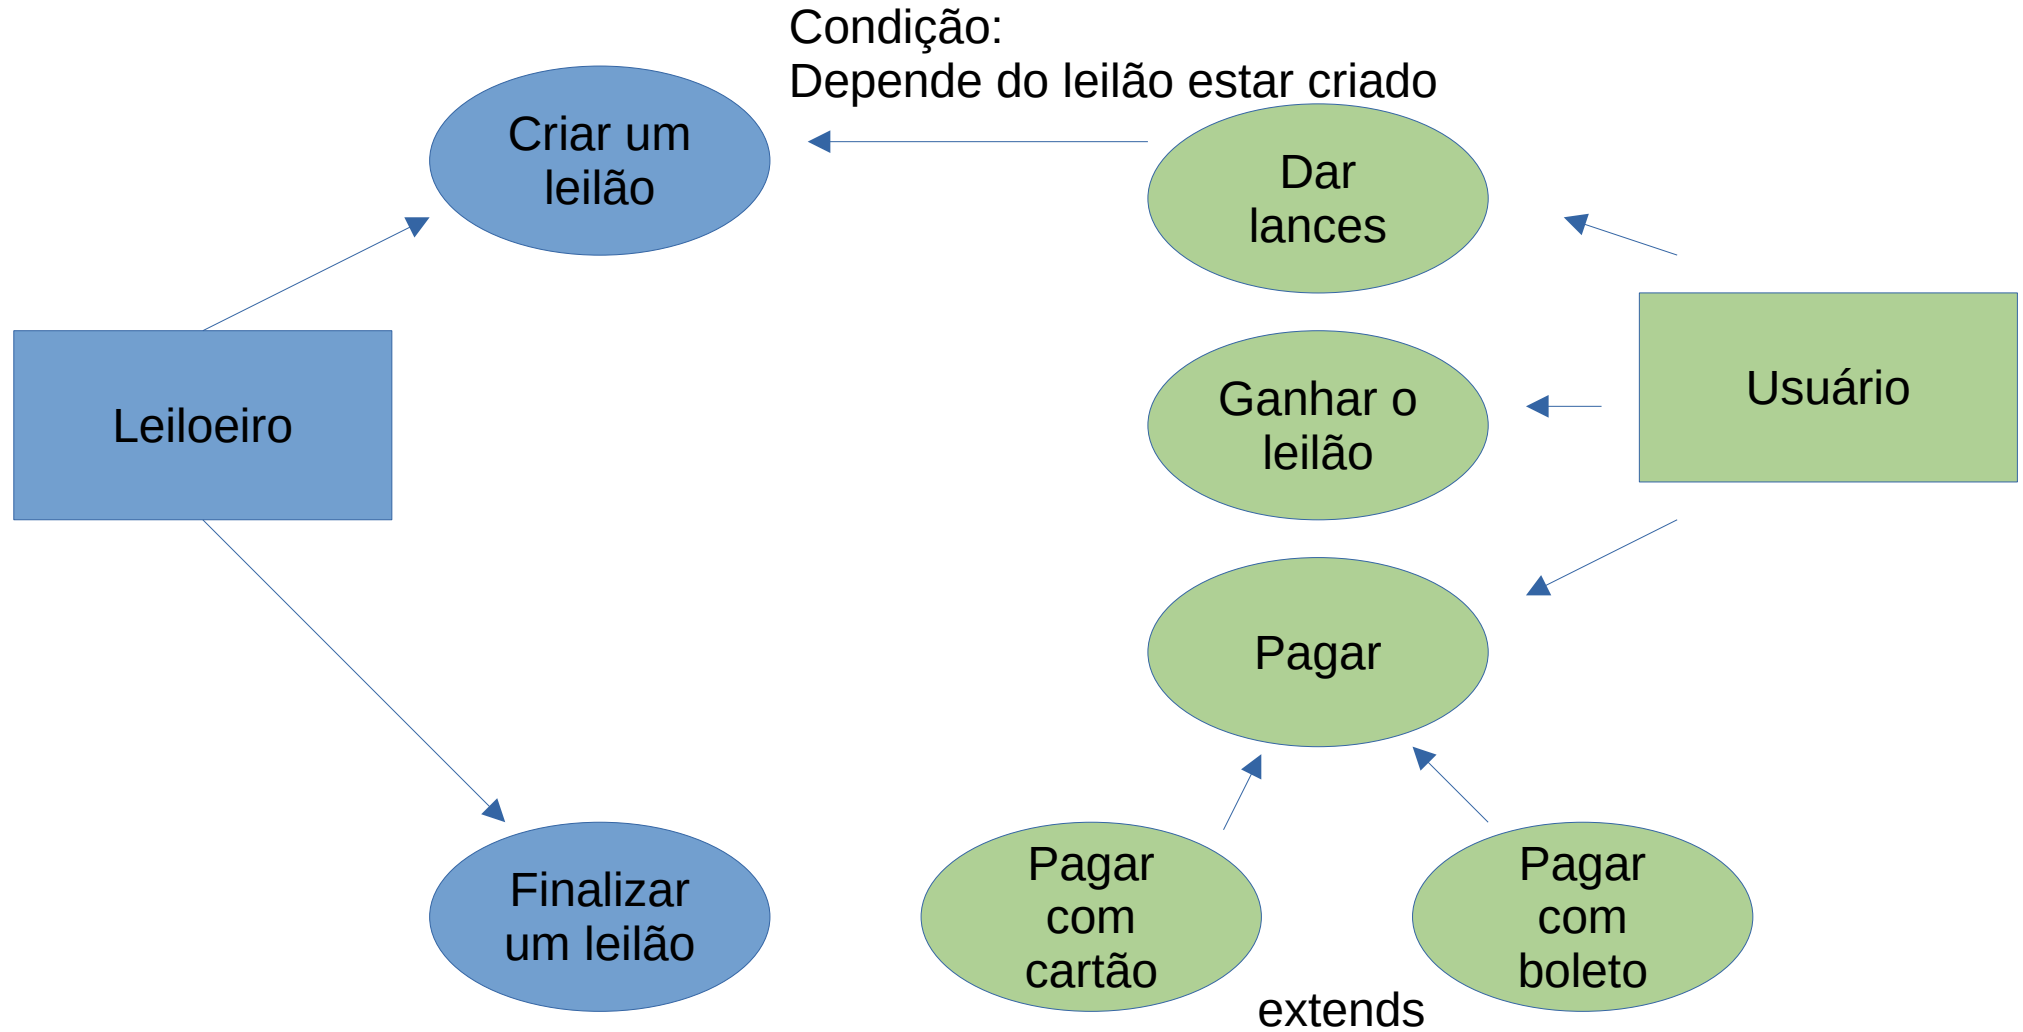 Condição:
Depende do leilão estar criado
Criar um
leilão
Dar
lances
Leiloeiro
Ganhar o
leilão
Usuário
Pagar
Finalizar
um leilão
Pagar
com
cartão
Pagar
com
boleto
extends